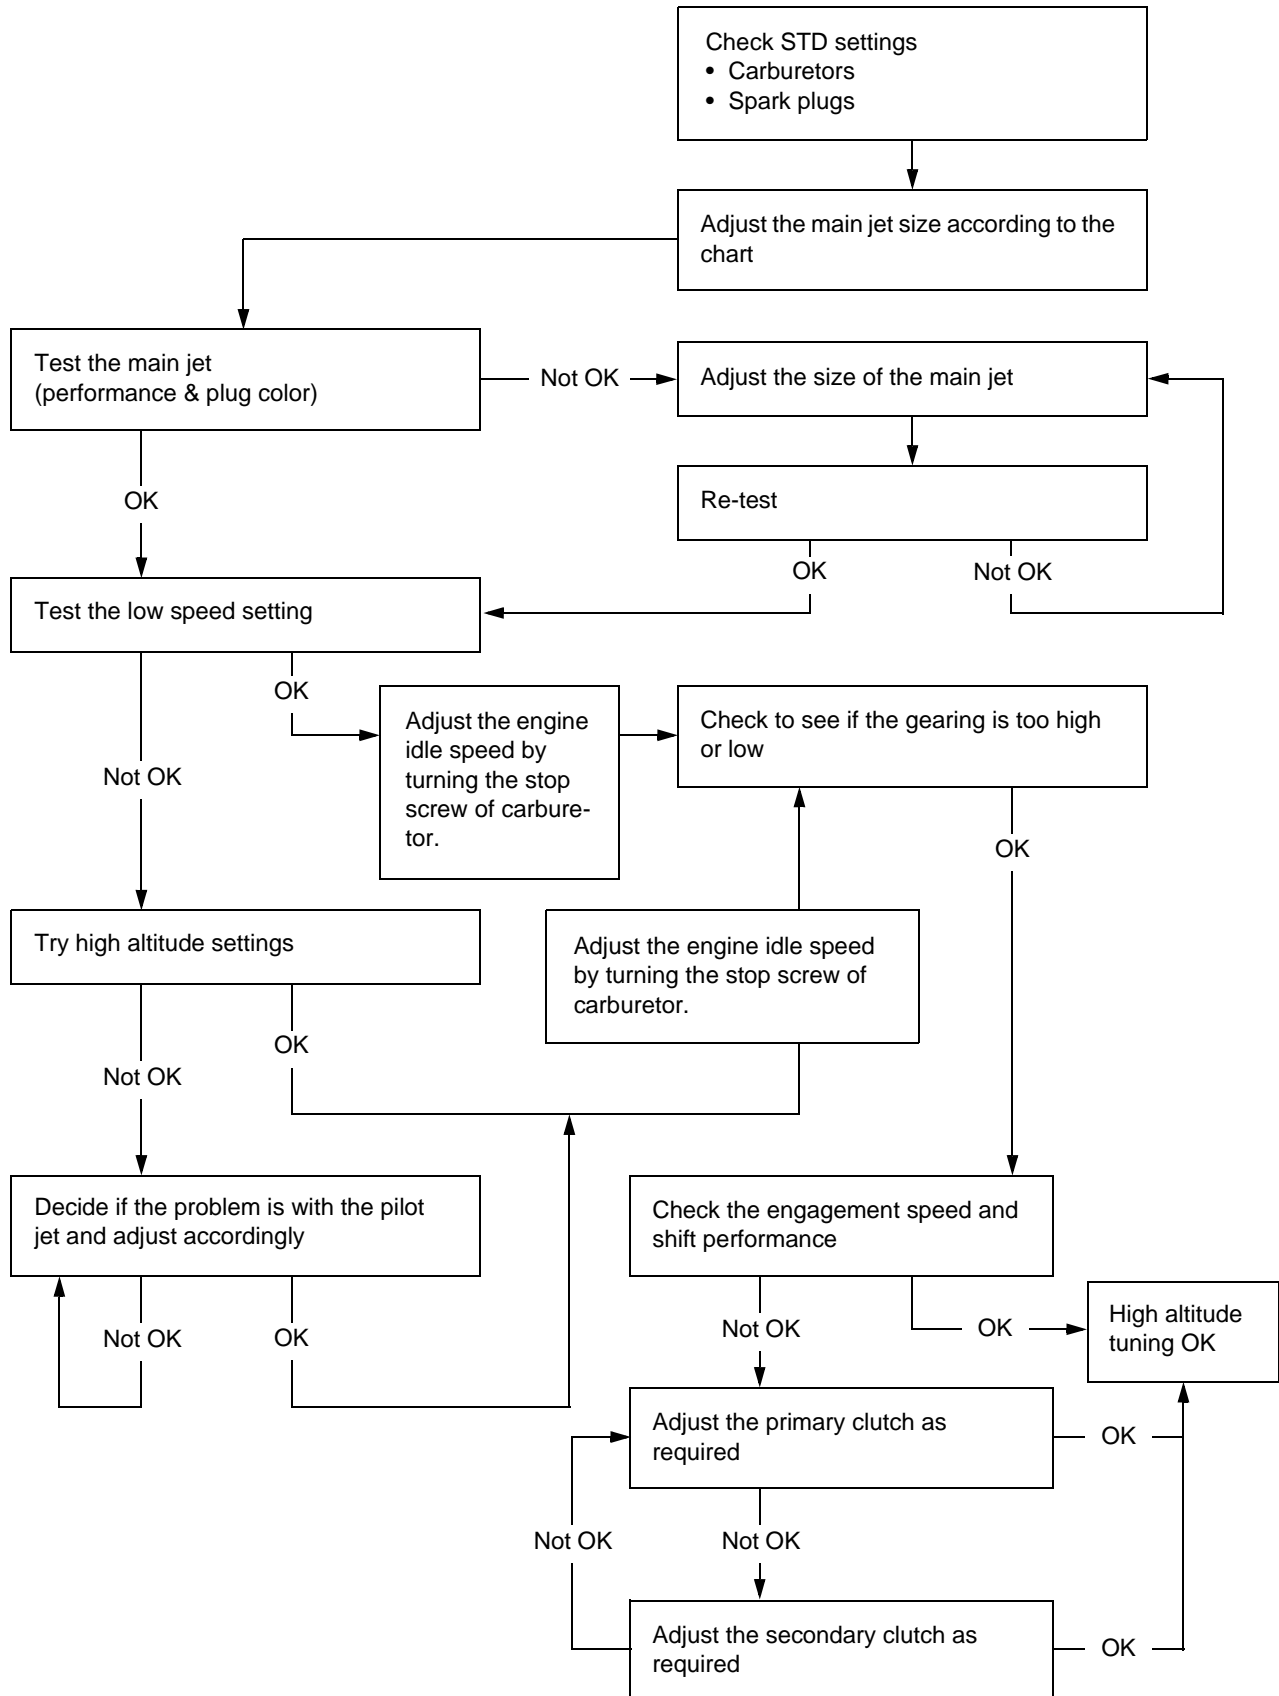 Check STD settings
• Carburetors
• Spark plugs
Adjust the main jet size according to the
chart
Test the main jet
(performance & plug color)
Not OK
Adjust the size of the main jet
Re-test
OK
OK
Not OK
Test the low speed setting
OK
Adjust the engine
idle speed by
turning the stop
screw of carbure-
tor.
Check to see if the gearing is too high
or low
Not OK
OK
Try high altitude settings
Adjust the engine idle speed
by turning the stop screw of
carburetor.
OK
Not OK
Decide if the problem is with the pilot
jet and adjust accordingly
Check the engagement speed and
shift performance
Not OK
OK
Not OK
OK
High altitude
tuning OK
Adjust the primary clutch as
required
OK
Not OK
Not OK
Adjust the secondary clutch as
required
OK